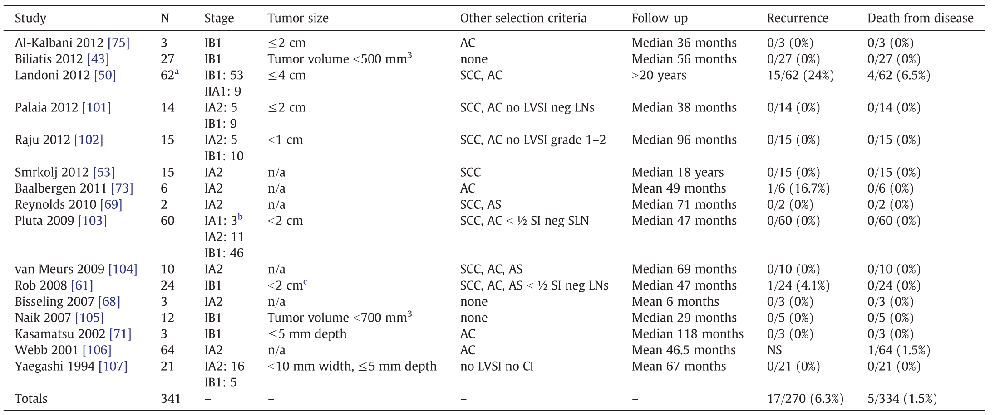 Study N Stage Tumor size Other selection criteria Follow-up Recurrence Death from disease
Al-Kalbani 2012 [75] 3 IB1 ≤2 cm AC Median 36 months 0/3 (0%) 0/3 (0%)
Biliatis 2012 [43] 27 IB1 Tumor volume <500 mm³ none Median 56 months 0/27 (0%) 0/27 (0%)
Landoni 2012 [50] 62ᵃ IB1: 53 ≤4 cm SCC, AC >20 years 15/62 (24%) 4/62 (6.5%)
IIA1: 9
Palaia 2012 [101] 14 IA2: 5 ≤2 cm SCC, AC no LVSI neg LNs Median 38 months 0/14 (0%) 0/14 (0%)
IB1: 9
Raju 2012 [102] 15 IA2: 5 <1 cm SCC, AC no LVSI grade 1–2 Median 96 months 0/15 (0%) 0/15 (0%)
IB1: 10
Smrkolj 2012 [53] 15 IA2 n/a SCC Median 18 years 0/15 (0%) 0/15 (0%)
Baalbergen 2011 [73] 6 IA2 n/a AC Mean 49 months 1/6 (16.7%) 0/6 (0%)
Reynolds 2010 [69] 2 IA2 n/a SCC, AS Median 71 months 0/2 (0%) 0/2 (0%)
Pluta 2009 [103] 60 IA1: 3ᵇ <2 cm SCC, AC < ½ SI neg SLN Median 47 months 0/60 (0%) 0/60 (0%)
IA2: 11
IB1: 46
van Meurs 2009 [104] 10 IA2 n/a SCC, AC, AS Median 69 months 0/10 (0%) 0/10 (0%)
Rob 2008 [61] 24 IB1 <2 cmᶜ SCC, AC, AS < ½ SI neg LNs Median 47 months 1/24 (4.1%) 0/24 (0%)
Bisseling 2007 [68] 3 IA2 n/a none Mean 6 months 0/3 (0%) 0/3 (0%)
Naik 2007 [105] 12 IB1 Tumor volume <700 mm³ none Median 29 months 0/5 (0%) 0/5 (0%)
Kasamatsu 2002 [71] 3 IB1 ≤5 mm depth AC Median 118 months 0/3 (0%) 0/3 (0%)
Webb 2001 [106] 64 IA2 n/a AC Mean 46.5 months NS 1/64 (1.5%)
Yaegashi 1994 [107] 21 IA2: 16 <10 mm width, ≤5 mm depth no LVSI no CI Mean 67 months 0/21 (0%) 0/21 (0%)
IB1: 5
Totals 341 – – – – 17/270 (6.3%) 5/334 (1.5%)